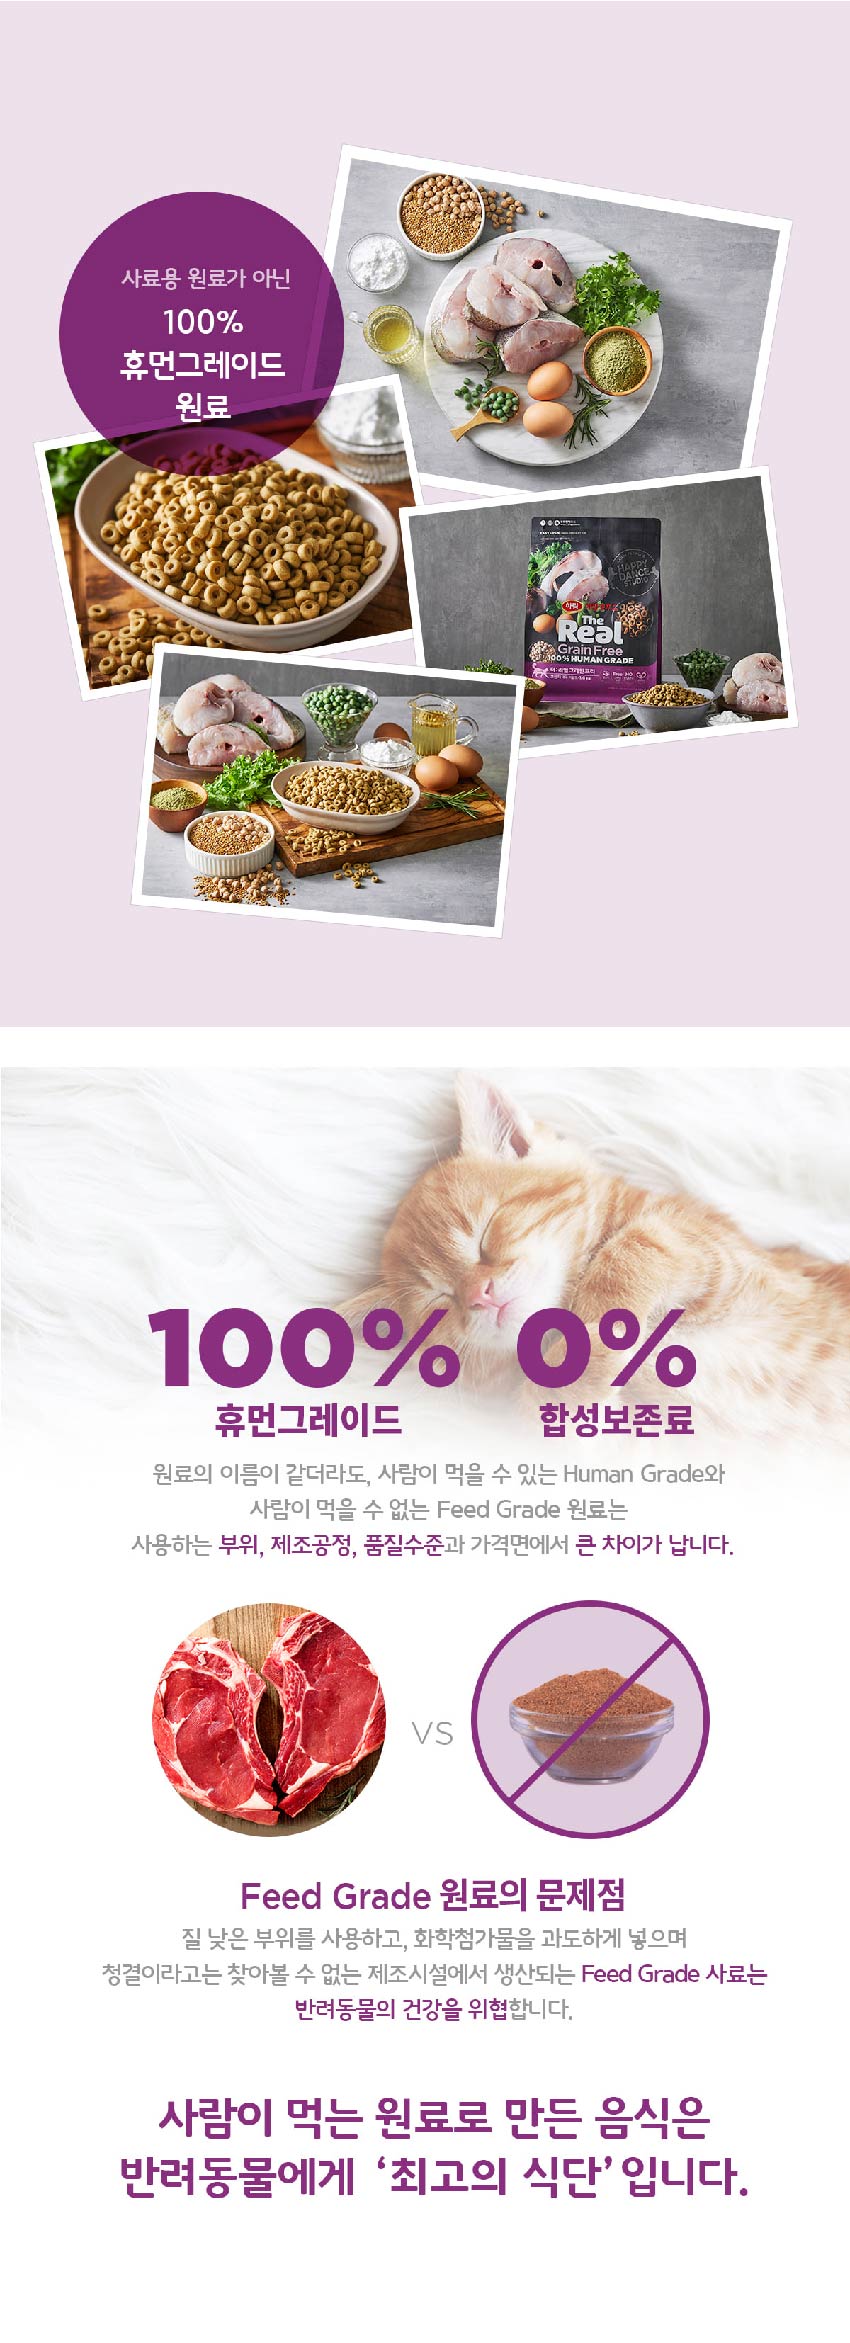 사료용 원료가 아닌
100%
휴먼그레이드
원료
HAPPY
DANCE
STUDIO
하림
The
Real
Grain Free
100% HUMAN GRADE
100% 0%
휴먼그레이드 합성보존료
원료의 이름이 같더라도, 사람이 먹을 수 있는 Human Grade와
사람이 먹을 수 없는 Feed Grade 원료는
사용하는 부위, 제조공정, 품질수준과 가격면에서 큰 차이가 납니다.
VS
Feed Grade 원료의 문제점
질 낮은 부위를 사용하고, 화학첨가물을 과도하게 넣으며
청결이라고는 찾아볼 수 없는 제조시설에서 생산되는 Feed Grade 사료는
반려동물의 건강을 위협합니다.
사람이 먹는 원료로 만든 음식은
반려동물에게 ‘최고의 식단’입니다.